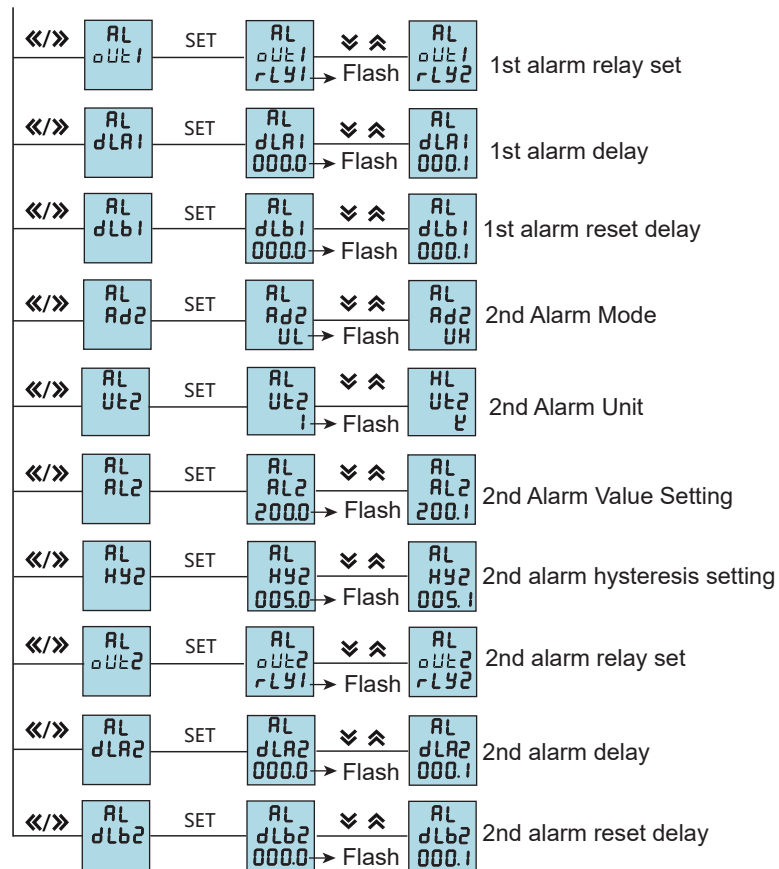 «/»
AL
oUt1
SET
AL
oUt1
rLY1
Flash
AL
oUt1
rLY2
1st alarm relay set
«/»
AL
dLA1
SET
AL
dLA1
000.0
Flash
AL
dLA1
000.1
1st alarm delay
«/»
AL
dLb1
SET
AL
dLb1
000.0
Flash
AL
dLb1
000.1
1st alarm reset delay
«/»
AL
Ad2
SET
AL
Ad2
UL
Flash
AL
Ad2
UH
2nd Alarm Mode
«/»
AL
Ut2
SET
AL
Ut2
1
Flash
HL
Ut2
2nd Alarm Unit
«/»
AL
AL2
SET
AL
AL2
200.0
Flash
AL
AL2
200.1
2nd Alarm Value Setting
«/»
AL
HY2
SET
AL
HY2
005.0
Flash
AL
HY2
005.1
2nd alarm hysteresis setting
«/»
AL
oUt2
SET
AL
oUt2
rLY1
Flash
AL
oUt2
rLY2
2nd alarm relay set
«/»
AL
dLA2
SET
AL
dLA2
000.0
Flash
AL
dLA2
000.1
2nd alarm delay
«/»
AL
dLb2
SET
AL
dLb2
000.0
Flash
AL
dLb2
000.1
2nd alarm reset delay